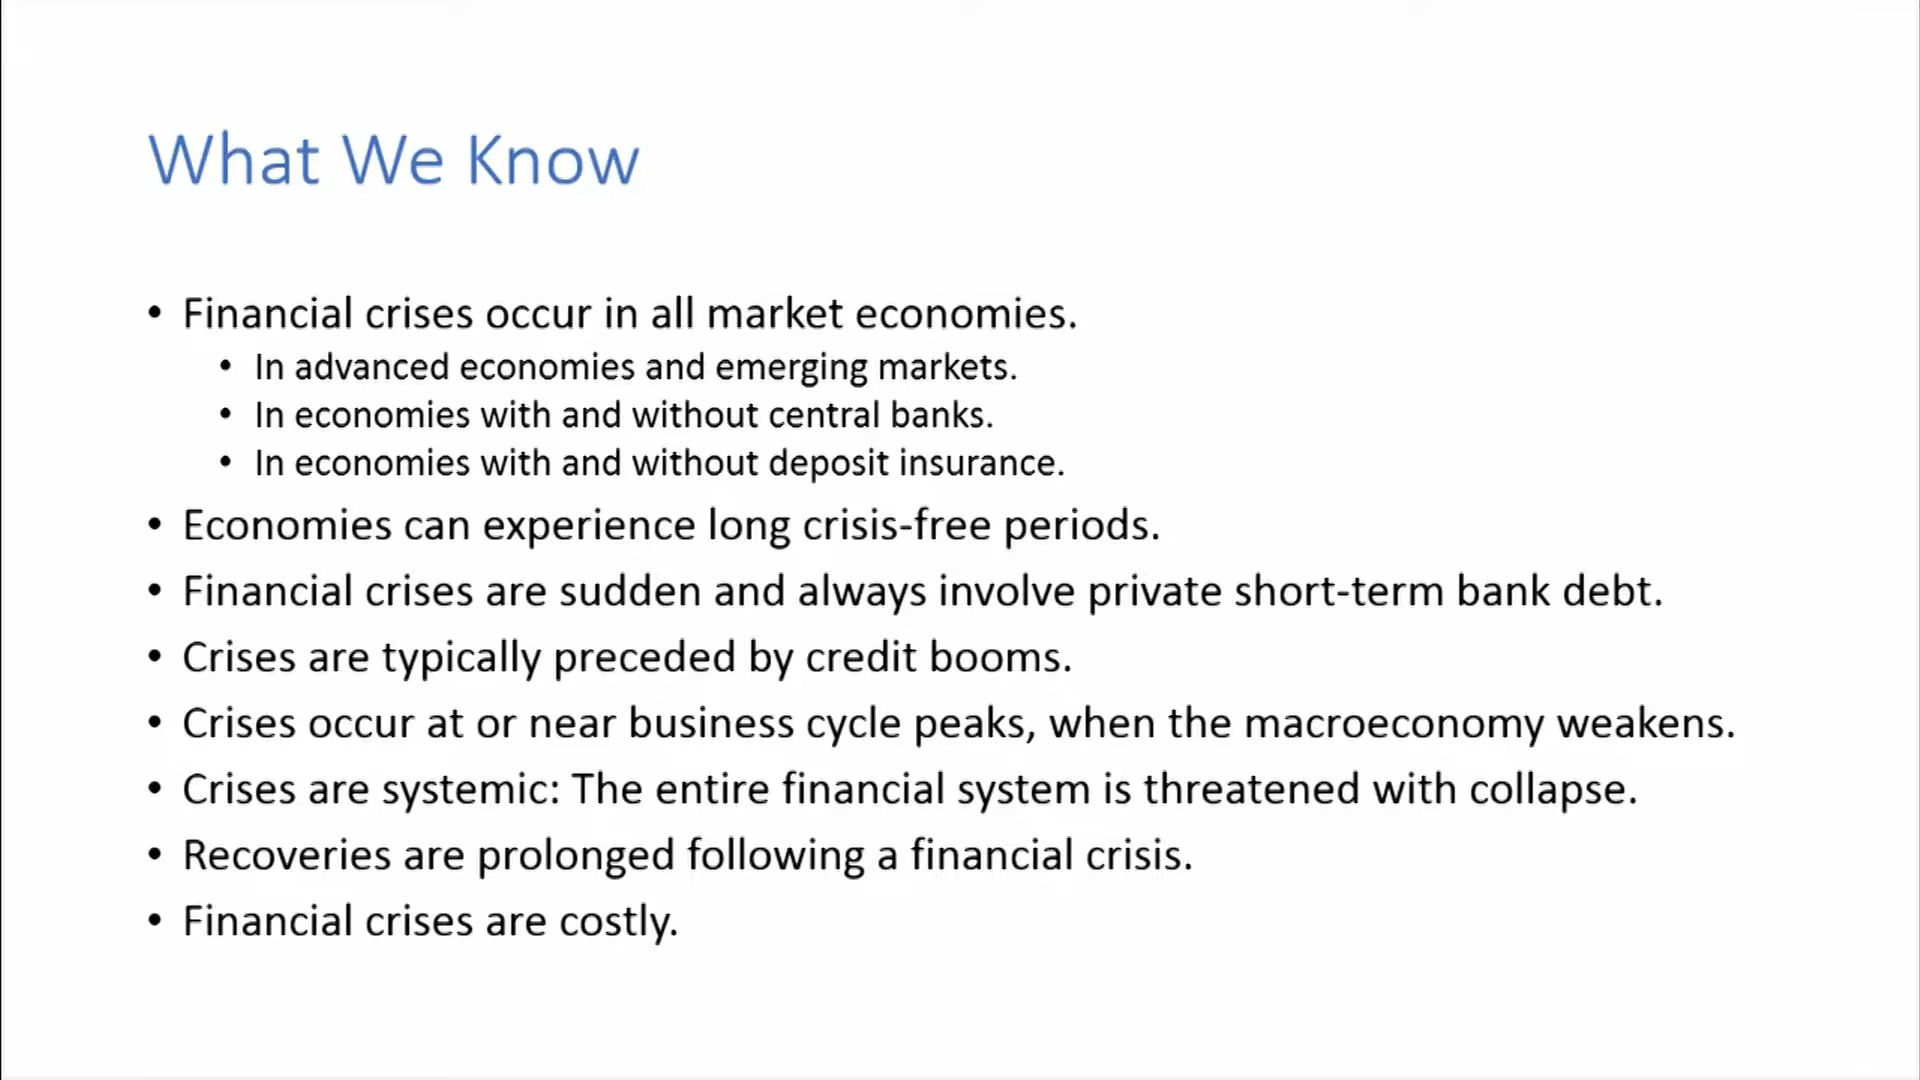 What We Know
• Financial crises occur in all market economies.
• In advanced economies and emerging markets.
• In economies with and without central banks.
• In economies with and without deposit insurance.
• Economies can experience long crisis-free periods.
• Financial crises are sudden and always involve private short-term bank debt.
• Crises are typically preceded by credit booms.
• Crises occur at or near business cycle peaks, when the macroeconomy weakens.
• Crises are systemic: The entire financial system is threatened with collapse.
• Recoveries are prolonged following a financial crisis.
• Financial crises are costly.